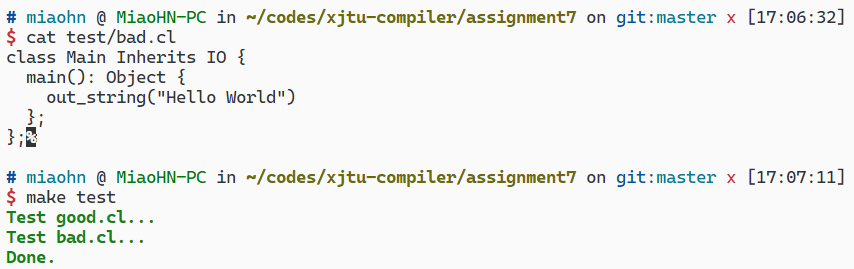 # miaohn @ MiaoHN-PC in ~/codes/xjtu-compiler/assignment7 on git:master x [17:06:32]
$ cat test/bad.cl
class Main Inherits IO {
  main(): Object {
    out_string("Hello World")
  };
};%
# miaohn @ MiaoHN-PC in ~/codes/xjtu-compiler/assignment7 on git:master x [17:07:11]
$ make test
Test good.cl...
Test bad.cl...
Done.